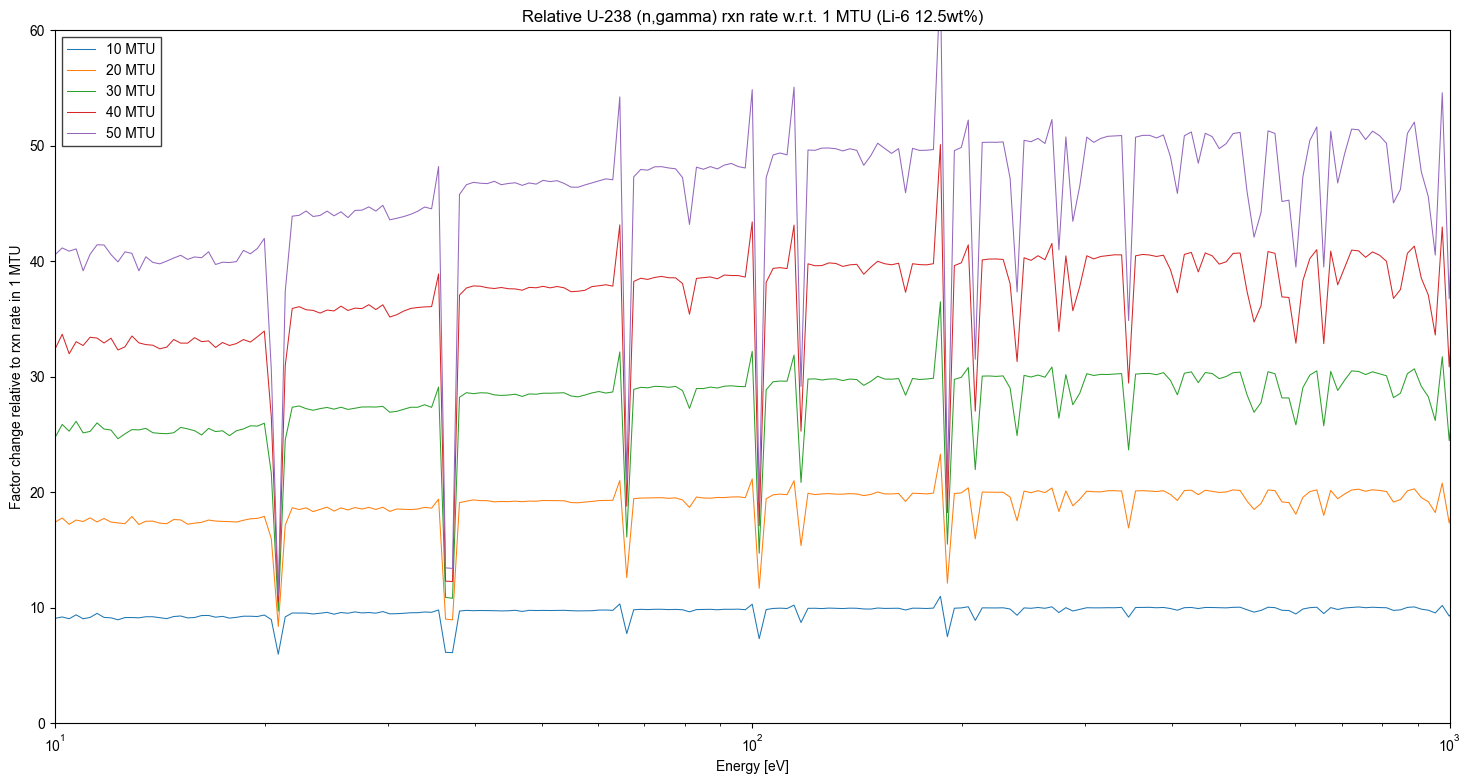 Relative U-238 (n,gamma) rxn rate w.r.t. 1 MTU (Li-6 12.5wt%)
10 MTU
20 MTU
30 MTU
40 MTU
50 MTU
Factor change relative to rxn rate in 1 MTU
60
50
40
30
20
10
0
10¹
10²
10³
Energy [eV]